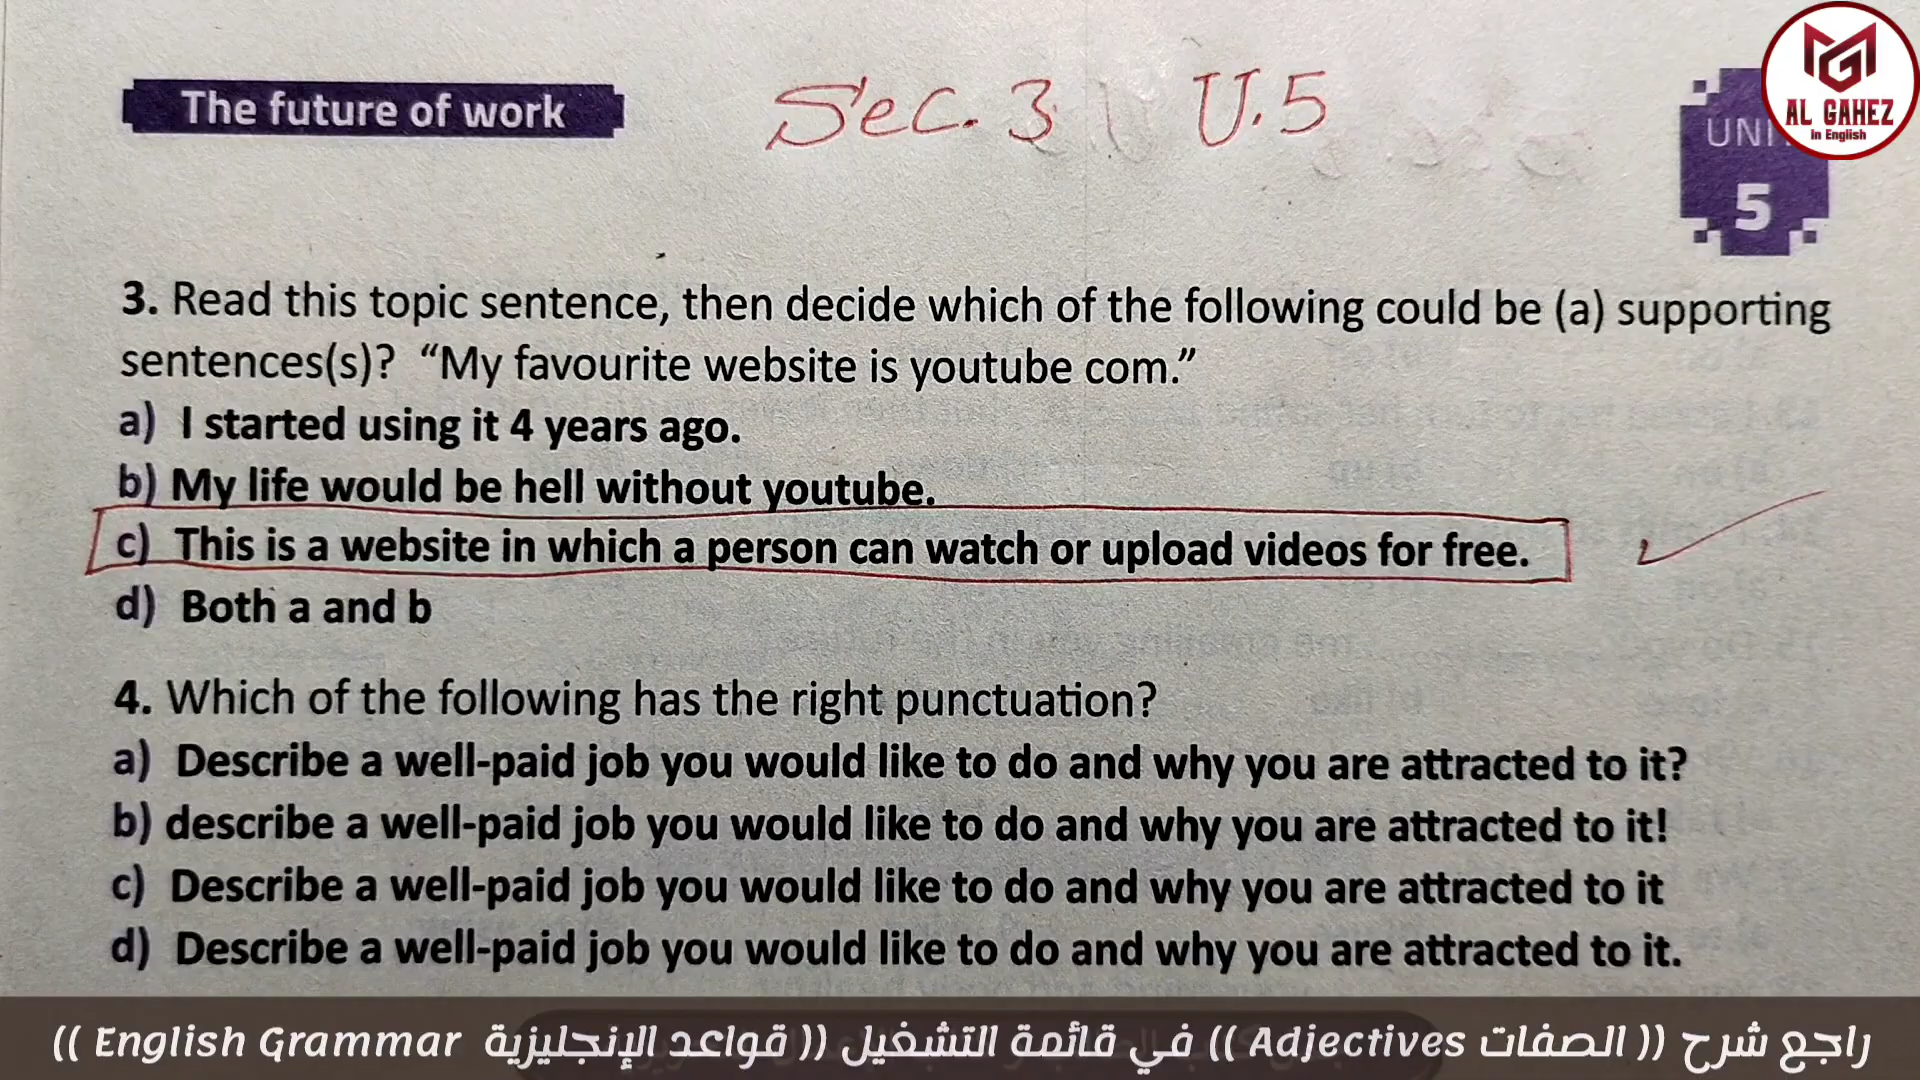 The future of work
Sec. 3 U.5
AL GAHEZ
in English
UNI
5
3. Read this topic sentence, then decide which of the following could be (a) supporting
sentences(s)? “My favourite website is youtube com.”
a) I started using it 4 years ago.
b) My life would be hell without youtube.
c) This is a website in which a person can watch or upload videos for free.
d) Both a and b
4. Which of the following has the right punctuation?
a) Describe a well-paid job you would like to do and why you are attracted to it?
b) describe a well-paid job you would like to do and why you are attracted to it!
c) Describe a well-paid job you would like to do and why you are attracted to it
d) Describe a well-paid job you would like to do and why you are attracted to it.
راجع شرح (( الصفات Adjectives )) في قائمة التشغيل (( قواعد الإنجليزية English Grammar ))